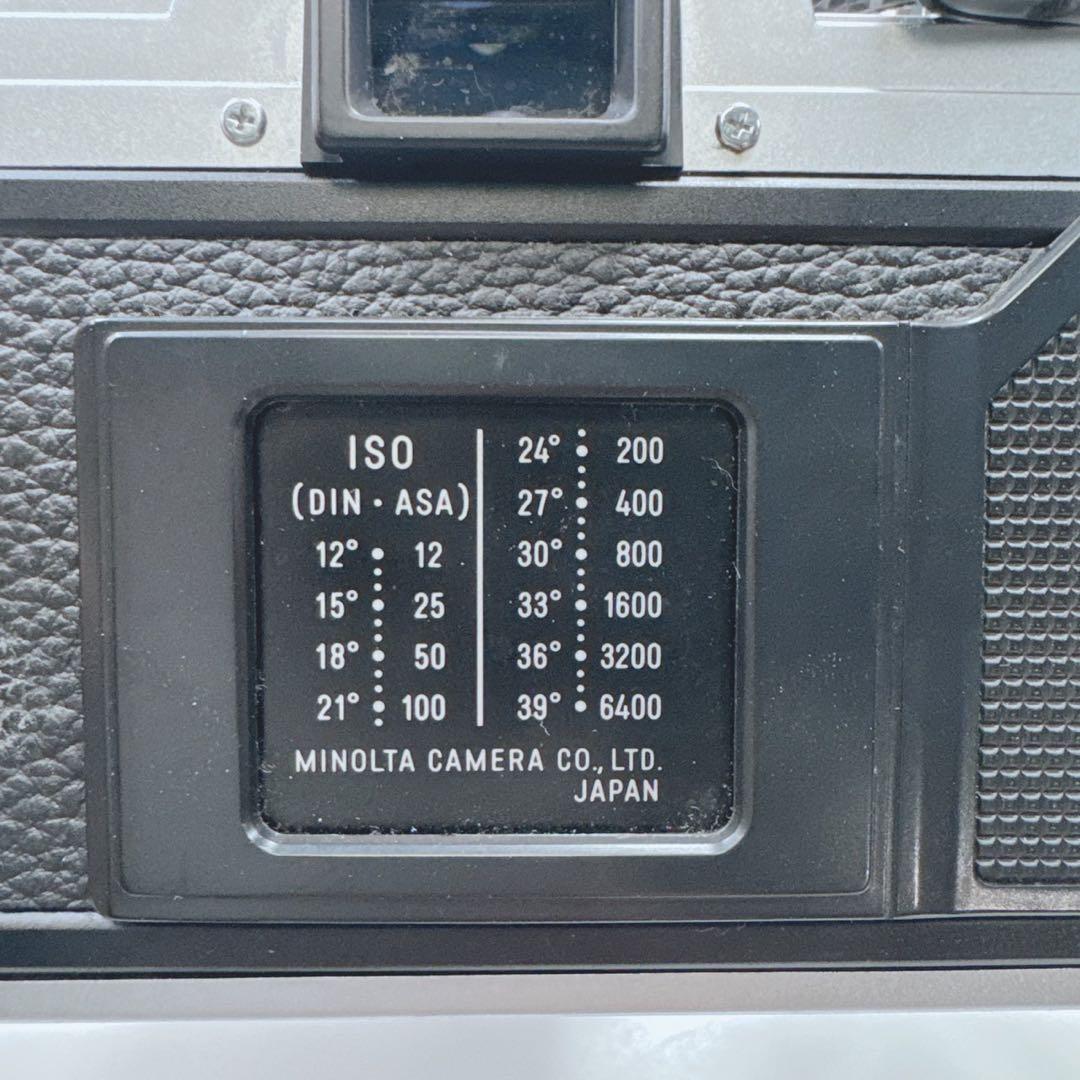 ISO
(DIN · ASA)
12° 12
15° 25
18° 50
21° 100
24° 200
27° 400
30° 800
33° 1600
36° 3200
39° 6400
MINOLTA CAMERA CO., LTD.
JAPAN